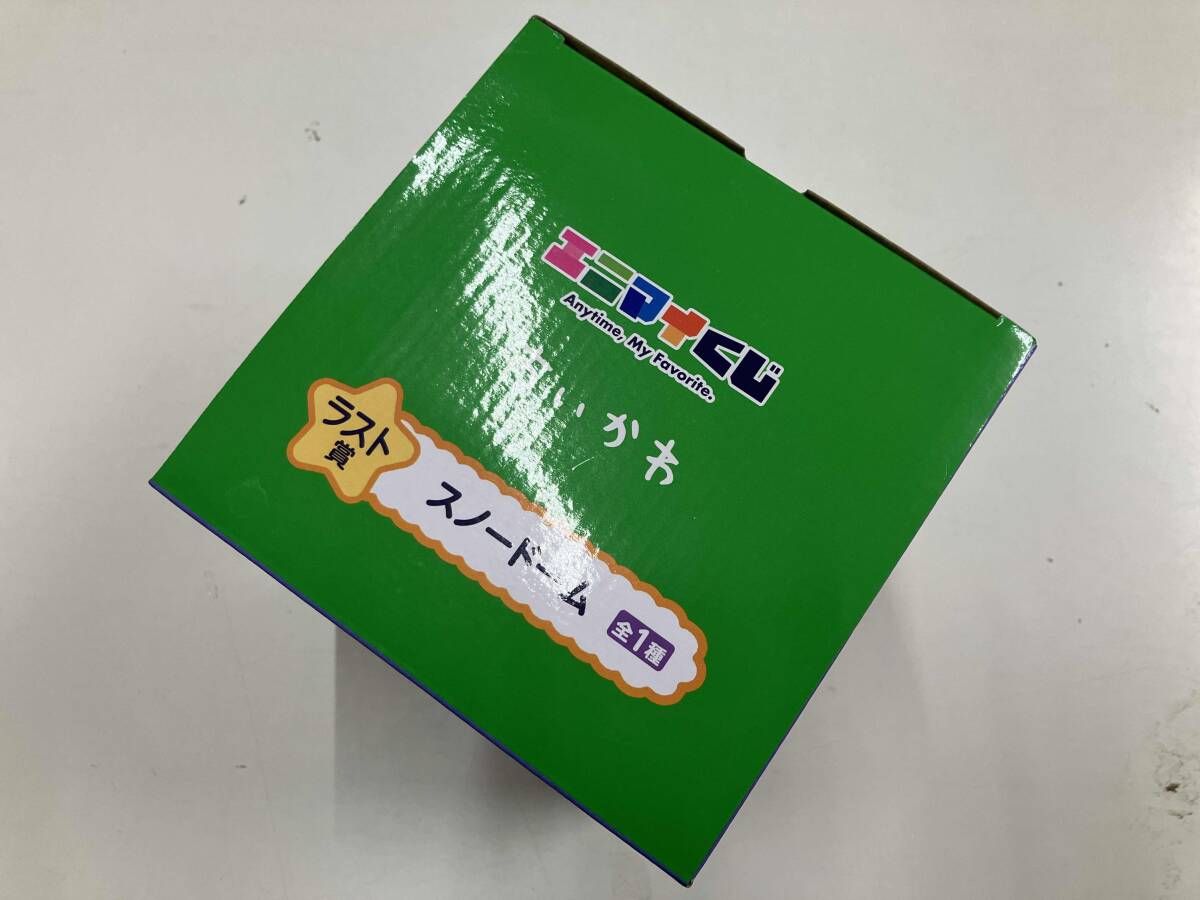 エニマイくじ
Anytime, My Favorite.
ちいかわ
ラスト賞
スノードーム 全1種